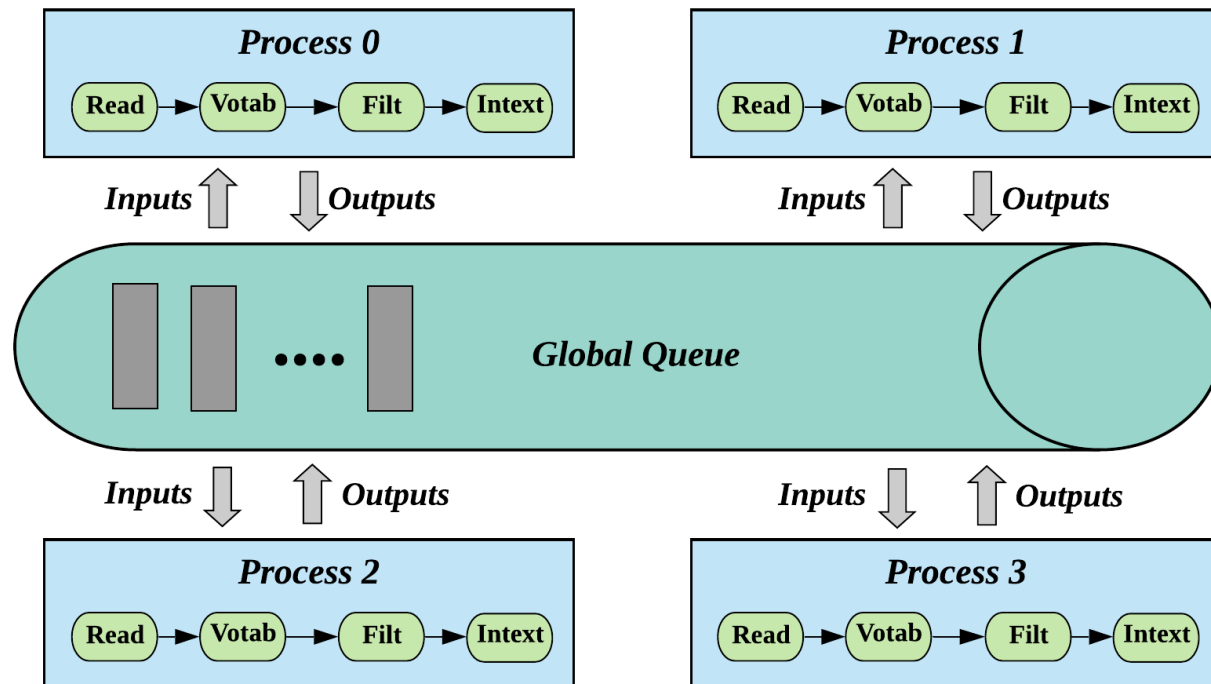 Process 0
Read Votab Filt Intext
Process 1
Read Votab Filt Intext
Inputs Outputs
Inputs Outputs
Global Queue
Inputs Outputs
Inputs Outputs
Process 2
Read Votab Filt Intext
Process 3
Read Votab Filt Intext